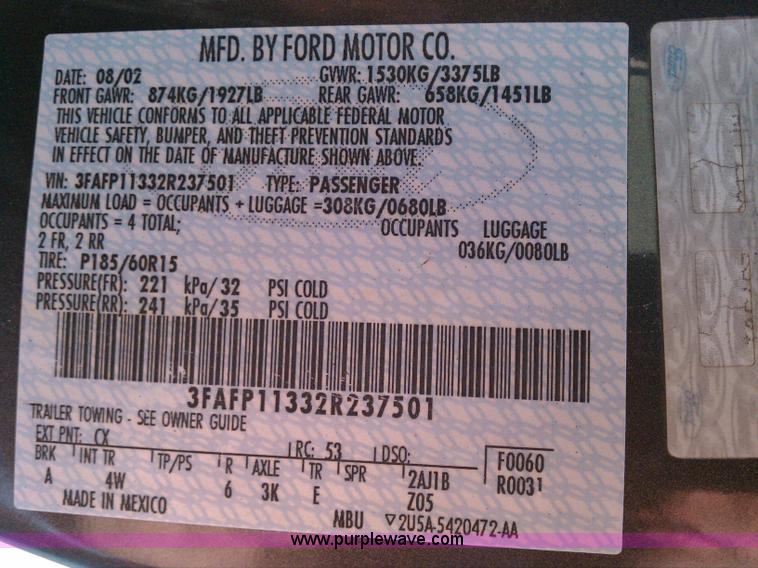 MFD. BY FORD MOTOR CO.
DATE: 08/02 GVWR: 1530KG/3375LB
FRONT GAWR: 874KG/1927LB REAR GAWR: 658KG/1451LB
THIS VEHICLE CONFORMS TO ALL APPLICABLE FEDERAL MOTOR
VEHICLE SAFETY, BUMPER, AND THEFT PREVENTION STANDARDS
IN EFFECT ON THE DATE OF MANUFACTURE SHOWN ABOVE.
VIN: 3FAFP11332R237501 TYPE: PASSENGER
MAXIMUM LOAD = OCCUPANTS + LUGGAGE =308KG/0680LB
OCCUPANTS = 4 TOTAL; OCCUPANTS LUGGAGE
2 FR, 2 RR 036KG/0080LB
TIRE: P185/60R15
PRESSURE(FR): 221 kPa/ 32 PSI COLD
PRESSURE(RR): 241 kPa/ 35 PSI COLD
3FAFP11332R237501
TRAILER TOWING - SEE OWNER GUIDE
EXT PNT: CX RC: 53 DSO: F0060
BRK INT TR TP/PS R AXLE TR SPR 2AJ1B R0031
A 4W 6 3K E Z05
MADE IN MEXICO MBU ▽2U5A-5420472-AA
www.purplewave.com
Ford
Ford